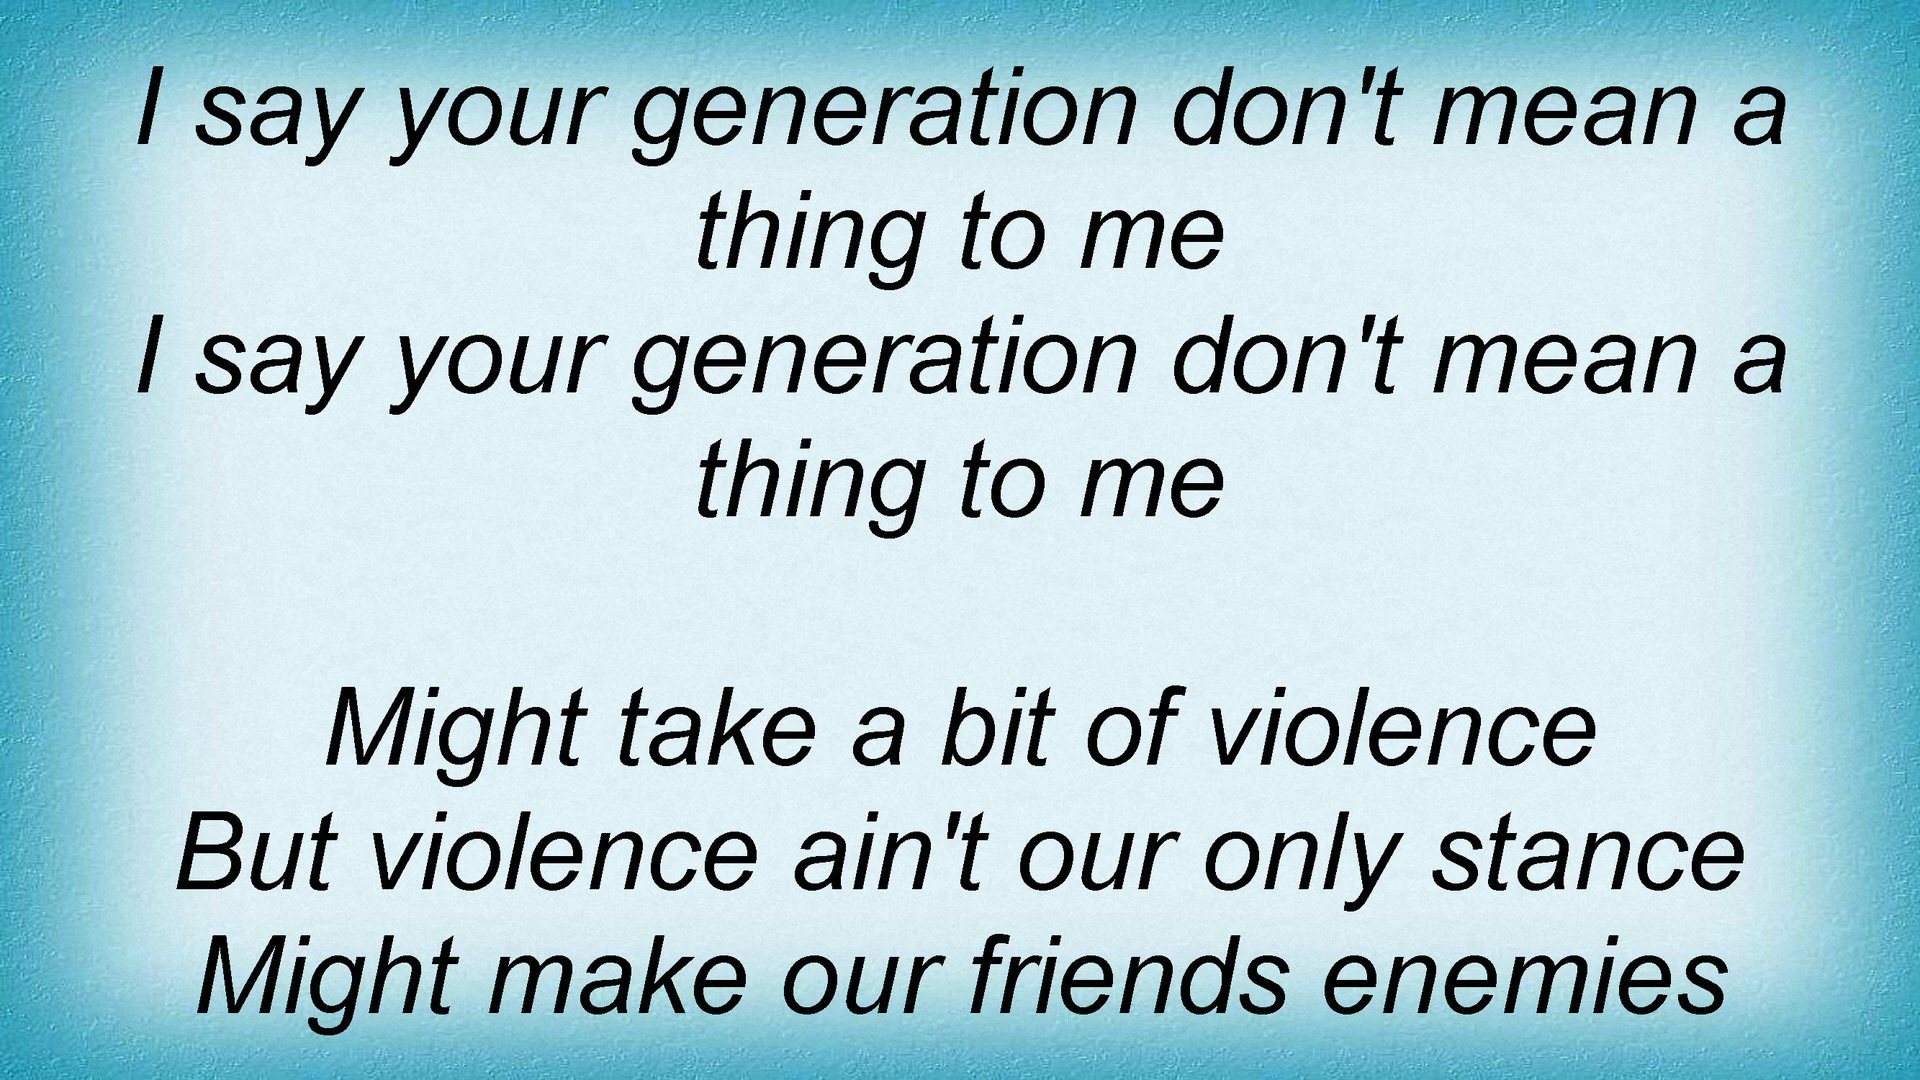 I say your generation don't mean a
thing to me
I say your generation don't mean a
thing to me
Might take a bit of violence
But violence ain't our only stance
Might make our friends enemies